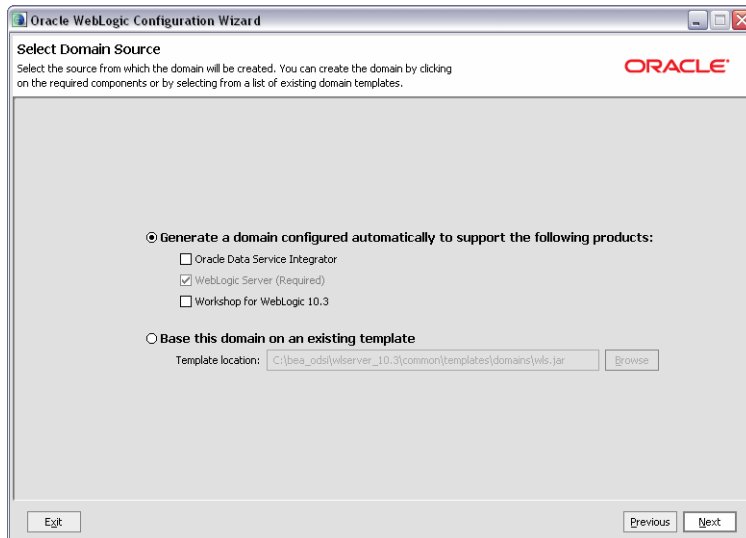 Oracle WebLogic Configuration Wizard
Select Domain Source
Select the source from which the domain will be created. You can create the domain by clicking
on the required components or by selecting from a list of existing domain templates.
ORACLE
Generate a domain configured automatically to support the following products:
Oracle Data Service Integrator
WebLogic Server (Required)
Workshop for WebLogic 10.3
Base this domain on an existing template
Template location: C:\bea_odsi\wlserver_10.3\common\templates\domains\wls.jar Browse
Exit Previous Next